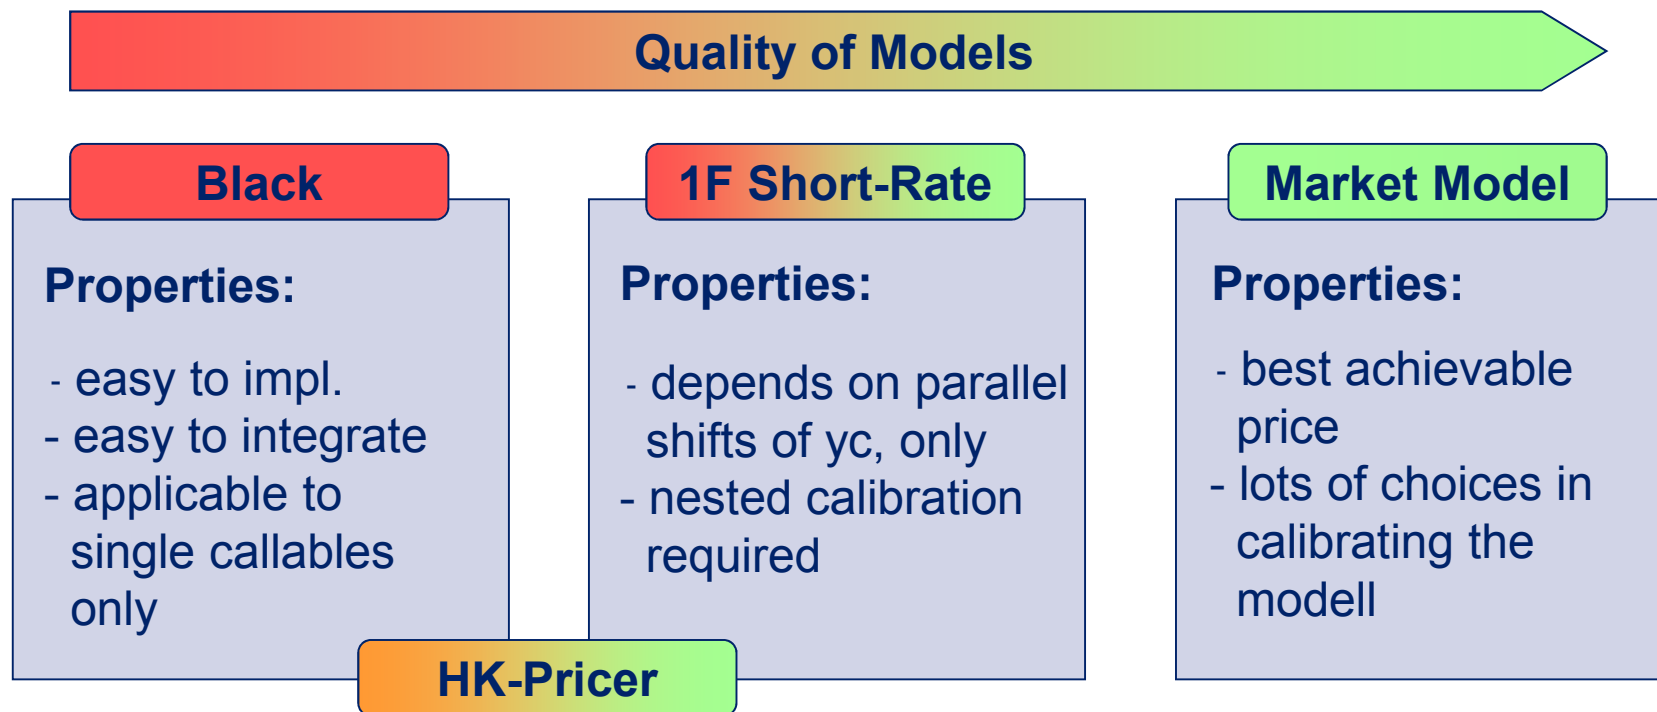 Quality of Models
Black
Properties:
- easy to impl.
- easy to integrate
- applicable to
single callables
only
1F Short-Rate
Properties:
- depends on parallel
shifts of yc, only
- nested calibration
required
Market Model
Properties:
- best achievable
price
- lots of choices in
calibrating the
modell
HK-Pricer